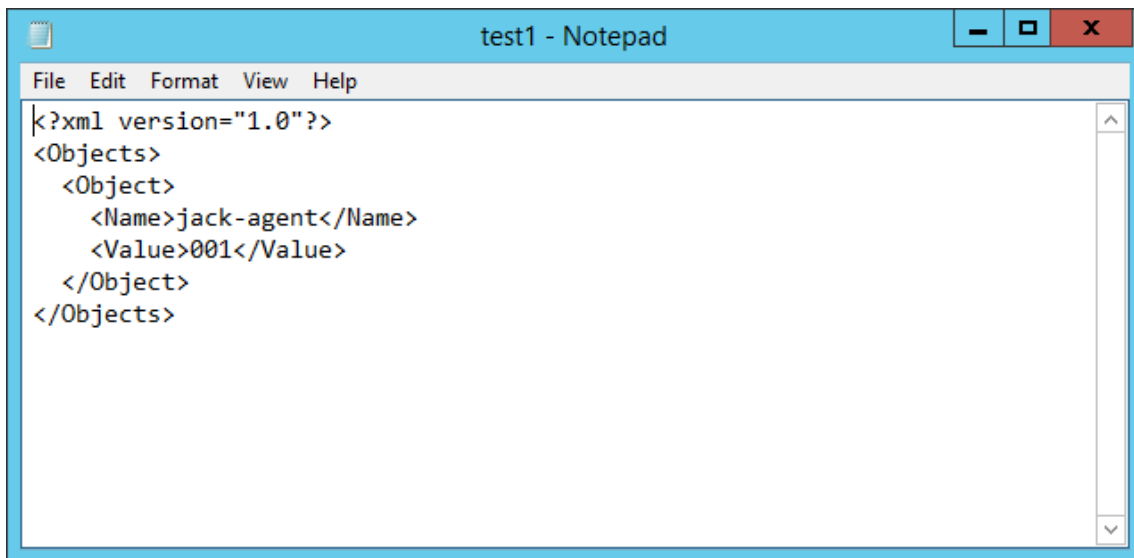 test1 - Notepad
File Edit Format View Help
<?xml version="1.0"?>
<Objects>
  <Object>
    <Name>jack-agent</Name>
    <Value>001</Value>
  </Object>
</Objects>